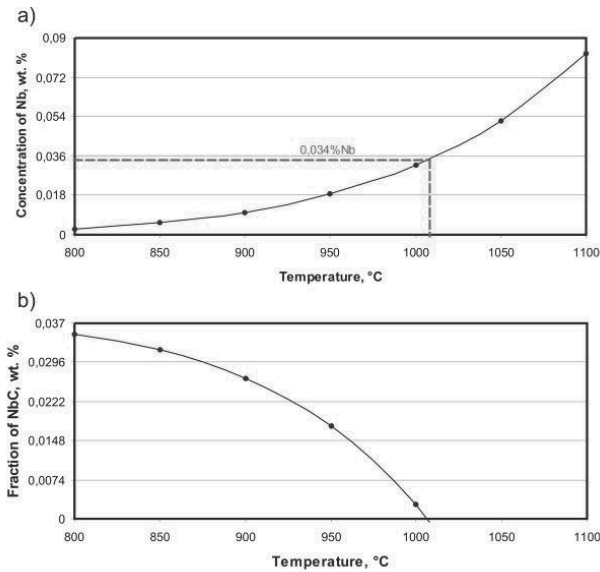 a)
0,09
0,072
0,054
0,036
0,018
0
0,034%Nb
800 850 900 950 1000 1050 1100
Concentration of Nb, wt. %
Temperature, °C
b)
0,037
0,0296
0,0222
0,0148
0,0074
0
800 850 900 950 1000 1050 1100
Fraction of NbC, wt. %
Temperature, °C